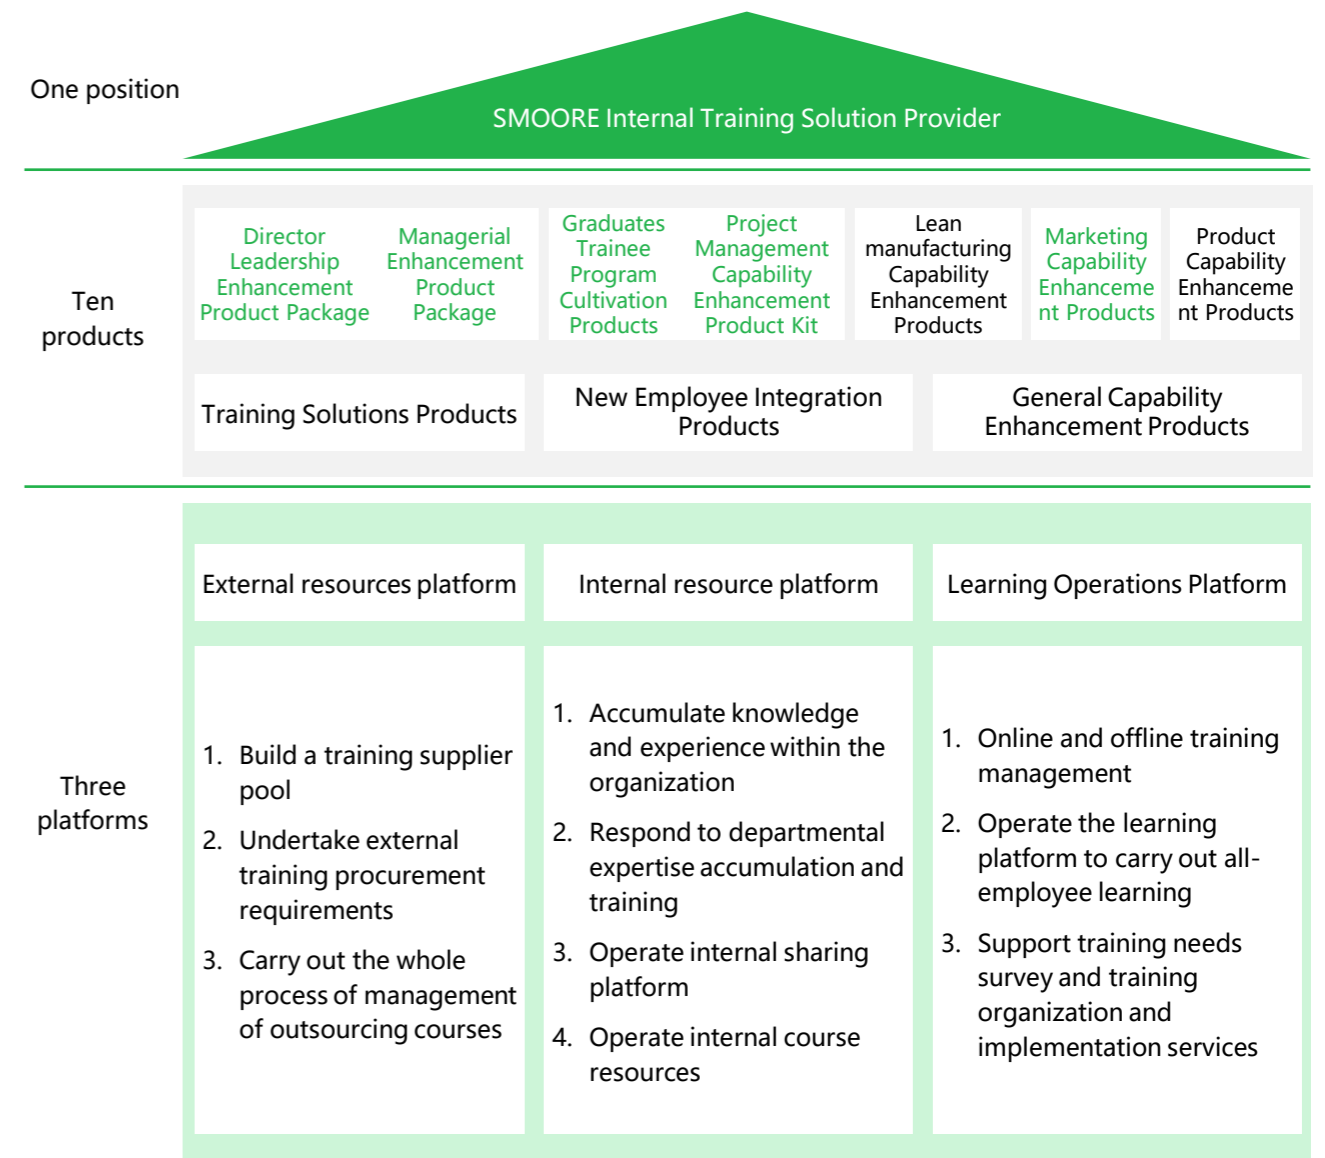 One position
SMOORE Internal Training Solution Provider
Ten
products
Director
Leadership
Enhancement
Product Package
Managerial
Enhancement
Product
Package
Graduates
Trainee
Program
Cultivation
Products
Project
Management
Capability
Enhancement
Product Kit
Lean
manufacturing
Capability
Enhancement
Products
Marketing
Capability
Enhanceme
nt Products
Product
Capability
Enhanceme
nt Products
Training Solutions Products
New Employee Integration
Products
General Capability
Enhancement Products
Three
platforms
External resources platform
1. Build a training supplier
pool
2. Undertake external
training procurement
requirements
3. Carry out the whole
process of management
of outsourcing courses
Internal resource platform
1. Accumulate knowledge
and experience within the
organization
2. Respond to departmental
expertise accumulation and
training
3. Operate internal sharing
platform
4. Operate internal course
resources
Learning Operations Platform
1. Online and offline training
management
2. Operate the learning
platform to carry out all-
employee learning
3. Support training needs
survey and training
organization and
implementation services